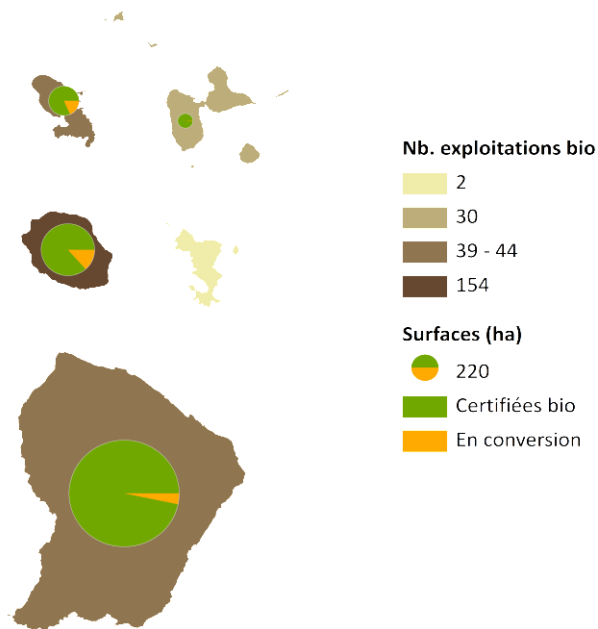 Nb. exploitations bio
2
30
39 - 44
154
Surfaces (ha)
220
Certifiées bio
En conversion